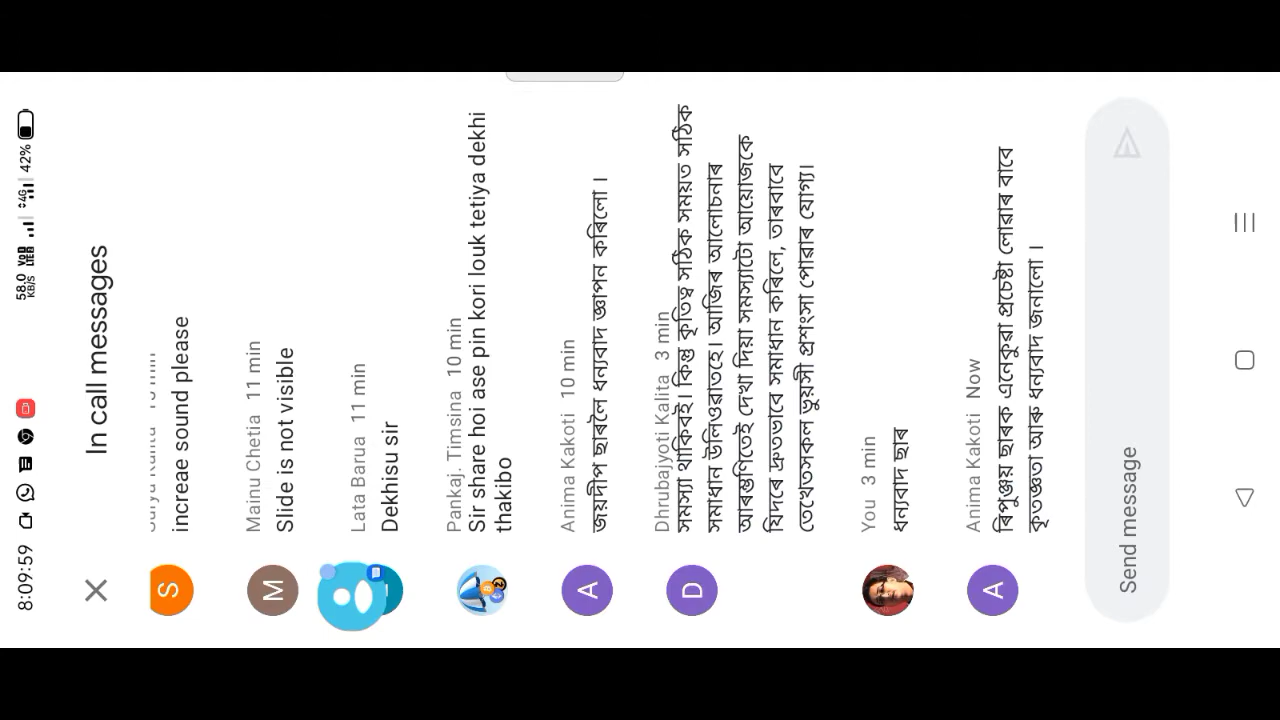 8:09:59
58.0 KB/S
VoD LTE
4G
42%
In call messages
S
increae sound please
M
Mainu Chetia 11 min
Slide is not visible
Lata Barua 11 min
Dekhisu sir
Pankaj. Timsina 10 min
Sir share hoi ase pin kori louk tetiya dekhi
thakibo
A
Anima Kakoti 10 min
জয়দীপ ছাৰলৈ ধন্যবাদ জ্ঞাপন কৰিলো ।
D
Dhrubajyoti Kalita 3 min
সমস্যা থাকিবই। কিন্তু কৃতিত্ব সঠিক সময়ত সঠিক
সমাধান উলিওৱাতহে। আজিৰ আলোচনাৰ
আৰম্ভণিতেই দেখা দিয়া সমস্যাটো আয়োজকে
যিদৰে দ্ৰুতভাবে সমাধান কৰিলে, তাৰবাবে
তেখেতসকল ভুয়সী প্ৰশংসা পোৱাৰ যোগ্য।
You 3 min
ধন্যবাদ ছাৰ
A
Anima Kakoti Now
ৰিপুঞ্জয় ছাৰক এনেকুৱা প্ৰচেষ্টা লোৱাৰ বাবে
কৃতজ্ঞতা আৰু ধন্যবাদ জনালো ।
Send message